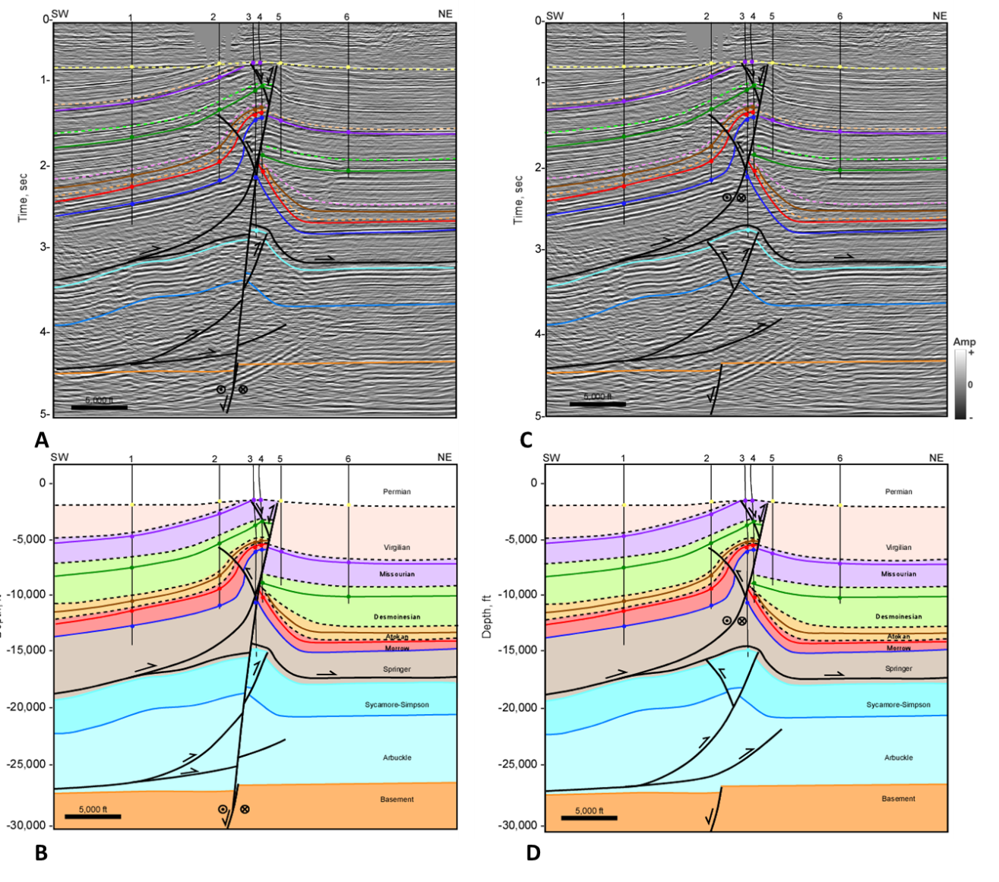 SW 1 2 3 4 5 6 NE
0-
1-
2-
3-
4-
5-
Time, sec
5,000 ft
A
SW 1 2 3 4 5 6 NE
0-
1-
2-
3-
4-
5-
Time, sec
5,000 ft
C
Amp
+
0
-
SW 1 2 3 4 5 6 NE
0
-5,000
-10,000
-15,000
-20,000
-25,000
-30,000
Permian
Virgilian
Missourian
Desmoinesian
Atokan
Morrow
Springer
Sycamore-Simpson
Arbuckle
Basement
5,000 ft
B
SW 1 2 3 4 5 6 NE
0
-5,000
-10,000
-15,000
-20,000
-25,000
-30,000
Depth, ft
Permian
Virgilian
Missourian
Desmoinesian
Atokan
Morrow
Springer
Sycamore-Simpson
Arbuckle
Basement
5,000 ft
D